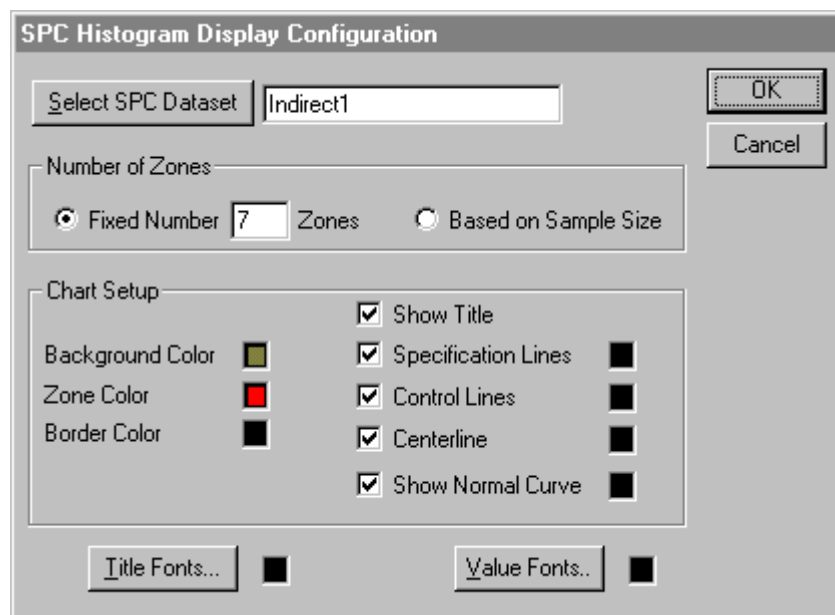 SPC Histogram Display Configuration
Select SPC Dataset Indirect1
OK
Cancel
Number of Zones
Fixed Number 7 Zones Based on Sample Size
Chart Setup
Show Title
Background Color Specification Lines
Zone Color Control Lines
Border Color Centerline
Show Normal Curve
Title Fonts... Value Fonts..